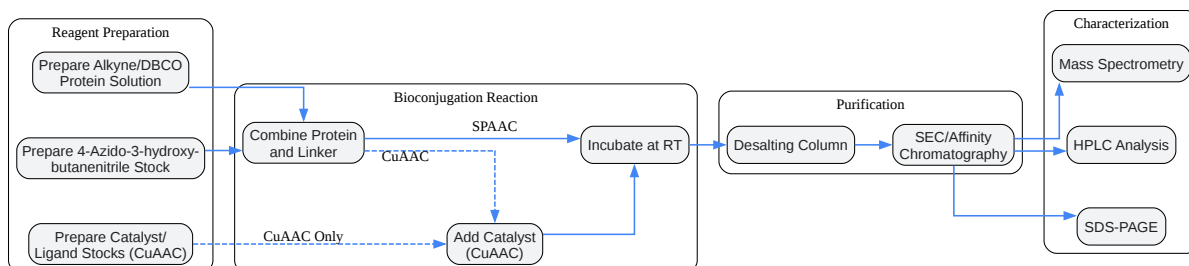 Reagent Preparation
Prepare Alkyne/DBCO
Protein Solution
Prepare 4-Azido-3-hydroxy-
butanenitrile Stock
Prepare Catalyst/
Ligand Stocks (CuAAC)
CuAAC Only
Bioconjugation Reaction
Combine Protein
and Linker
SPAAC
CuAAC
Add Catalyst
(CuAAC)
Incubate at RT
Purification
Desalting Column
SEC/Affinity
Chromatography
Characterization
Mass Spectrometry
HPLC Analysis
SDS-PAGE